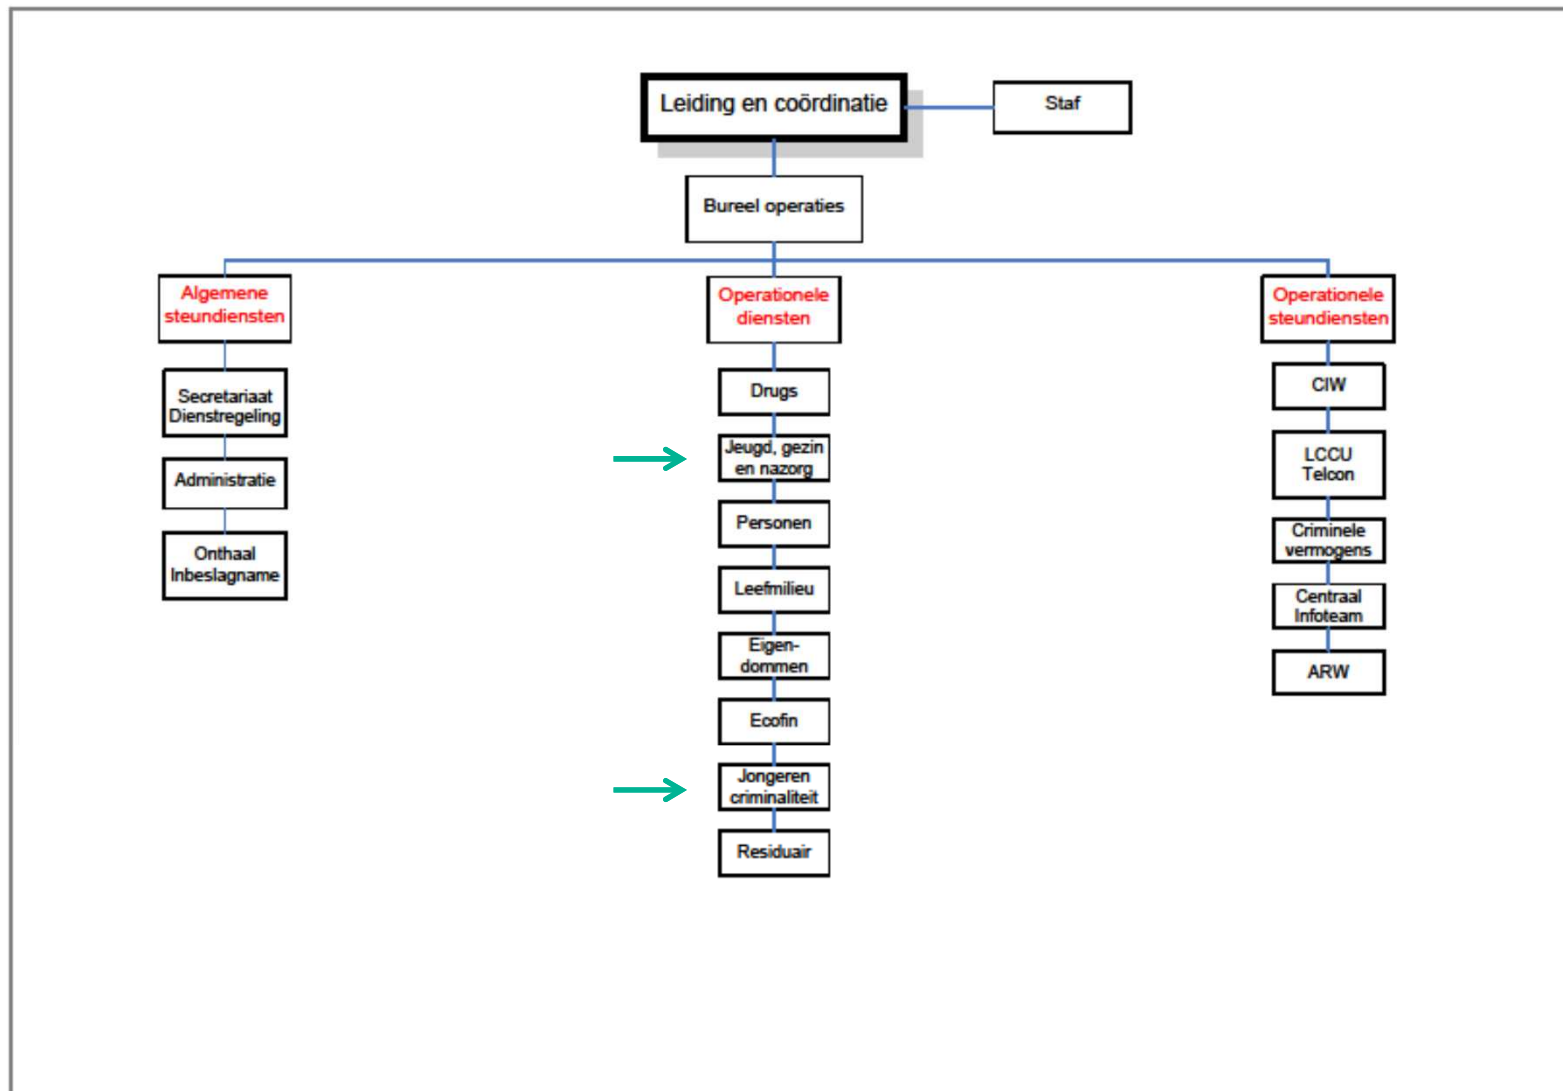 Leiding en coördinatie
Staf
Bureel operaties
Algemene
steundiensten
Secretariaat
Dienstregeling
Administratie
Onthaal
Inbeslagname
Operationele
diensten
Drugs
Jeugd, gezin
en nazorg
Personen
Leefmilieu
Eigen-
dommen
Ecofin
Jongeren
criminaliteit
Residuair
Operationele
steundiensten
CIW
LCCU
Telcon
Criminele
vermogens
Centraal
Infoteam
ARW